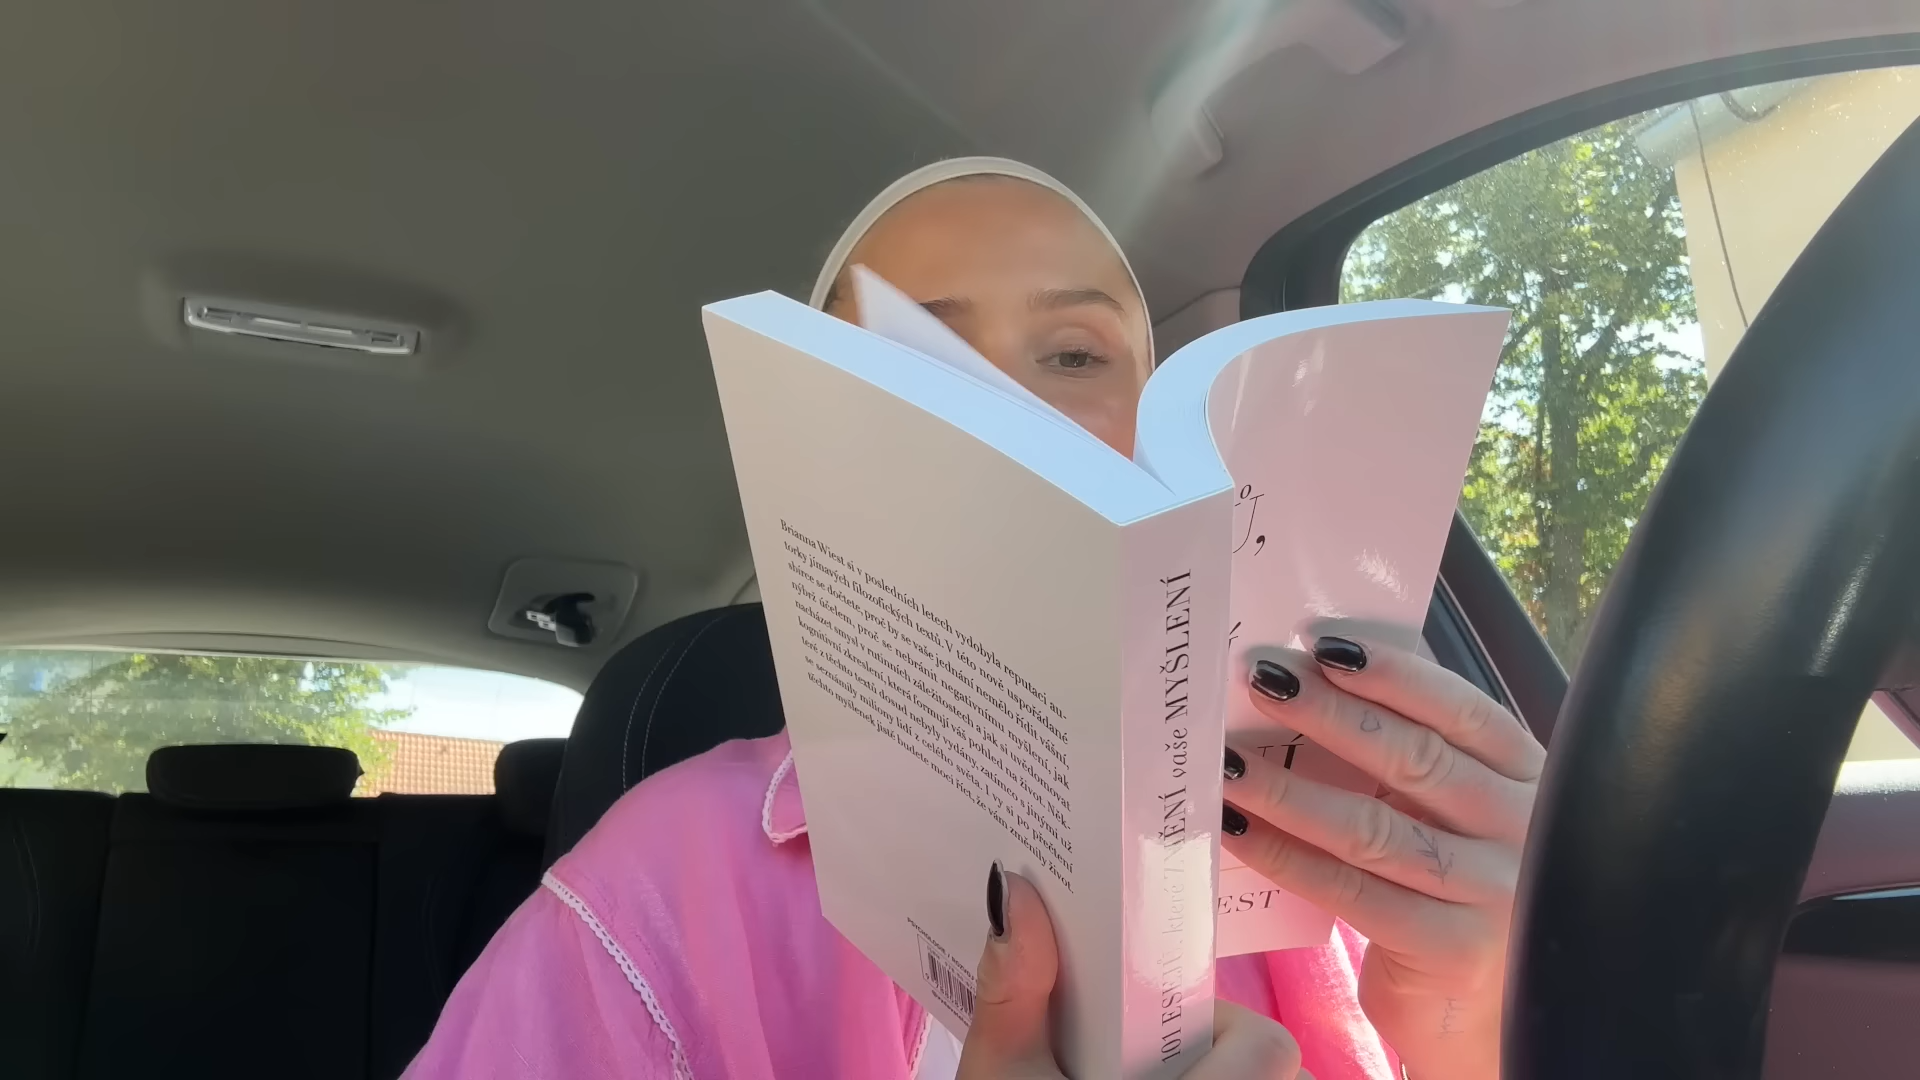 Brianna Wiest si v posledních letech vydobyla reputaci au-
torky jímavých filozofických textů. V této nově uspořádané
sbírce se dočtete, proč by se vaše jednání nemělo řídit vášní,
nýbrž účelem, proč se nebránit negativnímu myšlení, jak
nacházet smysl v rutinních záležitostech a jak si uvědomovat
kognitivní zkreslení, která formují váš pohled na život. Někt-
teré z těchto textů dosud nebyly vydány, zatímco s jinými už
se seznámily miliony lidí z celého světa. I vy si po přečtení
těchto myšlenek jistě budete moci říct, že vám změnily život.
PSYCHOLOGIE /
101 ESEJŮ, které ZMĚNÍ vaše MYŠLENÍ
Ů,
Í
Í
EST